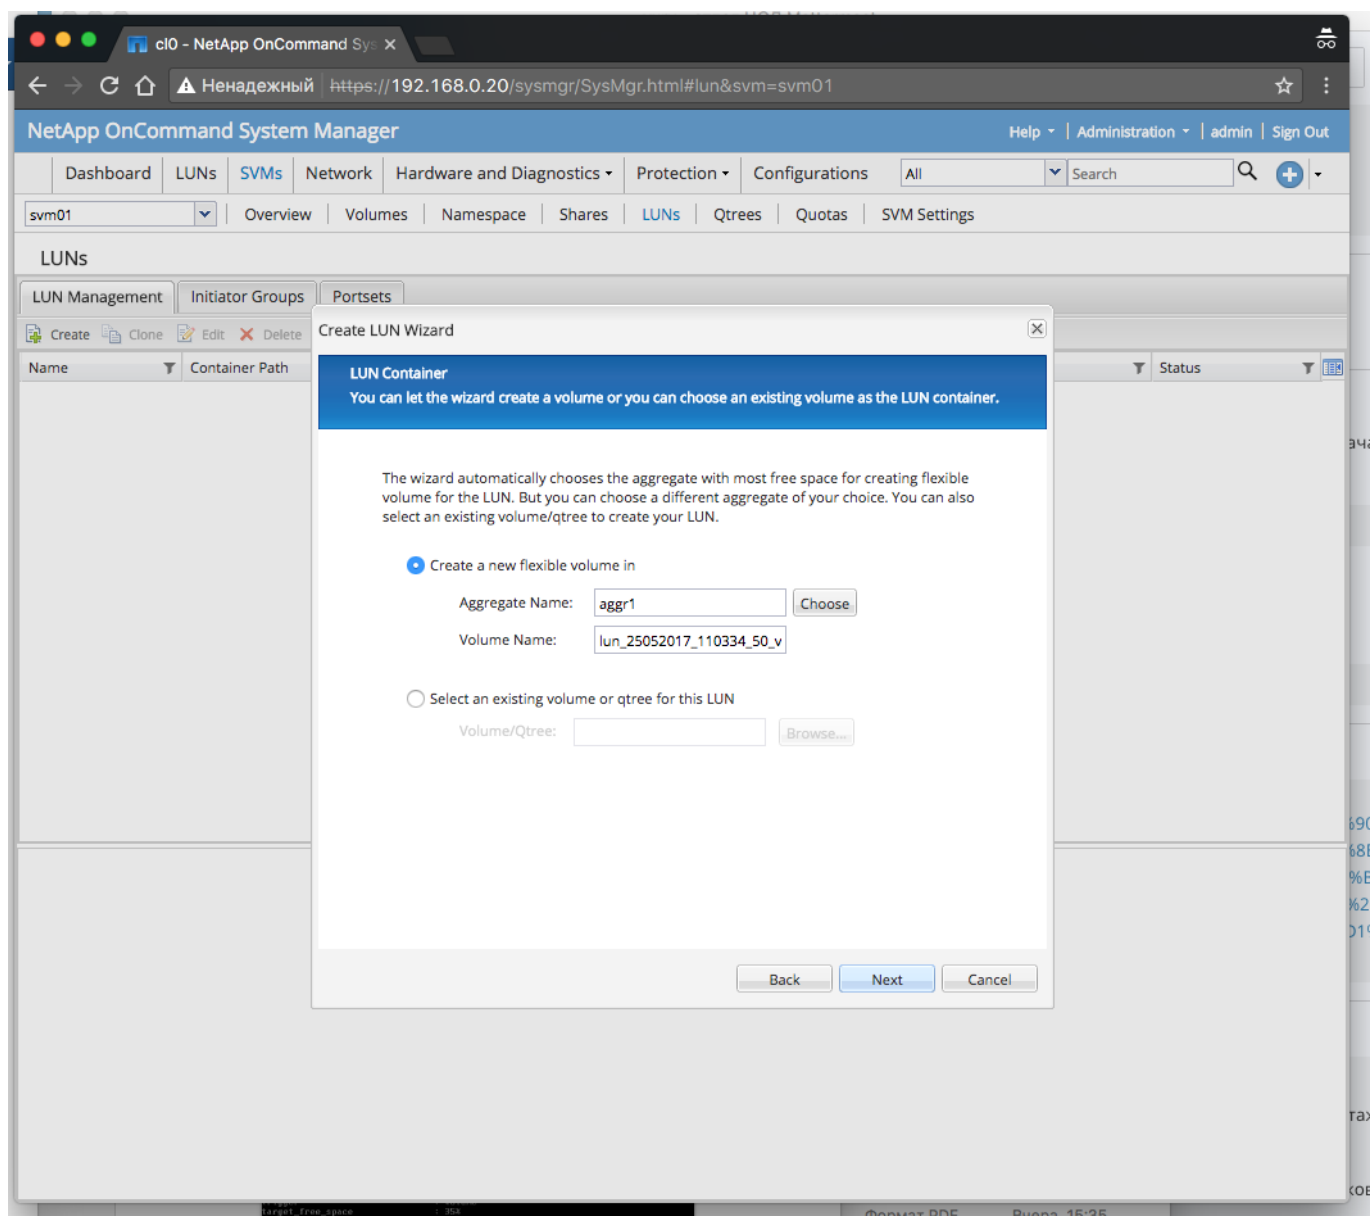 cl0 - NetApp OnCommand Sys
Ненадежный https://192.168.0.20/sysmgr/SysMgr.html#lun&svm=svm01
NetApp OnCommand System Manager
Help Administration admin Sign Out
Dashboard LUNs SVMs Network Hardware and Diagnostics Protection Configurations All Search
svm01 Overview Volumes Namespace Shares LUNs Qtrees Quotas SVM Settings
LUNs
LUN Management Initiator Groups Portsets
Create Clone Edit Delete
Name Container Path Status
Create LUN Wizard
LUN Container
You can let the wizard create a volume or you can choose an existing volume as the LUN container.
The wizard automatically chooses the aggregate with most free space for creating flexible
volume for the LUN. But you can choose a different aggregate of your choice. You can also
select an existing volume/qtree to create your LUN.
Create a new flexible volume in
Aggregate Name: aggr1 Choose
Volume Name: lun_25052017_110334_50_v
Select an existing volume or qtree for this LUN
Volume/Qtree: Browse...
Back Next Cancel
target_free_space : 35%
Формат PDF Вчера, 15:35